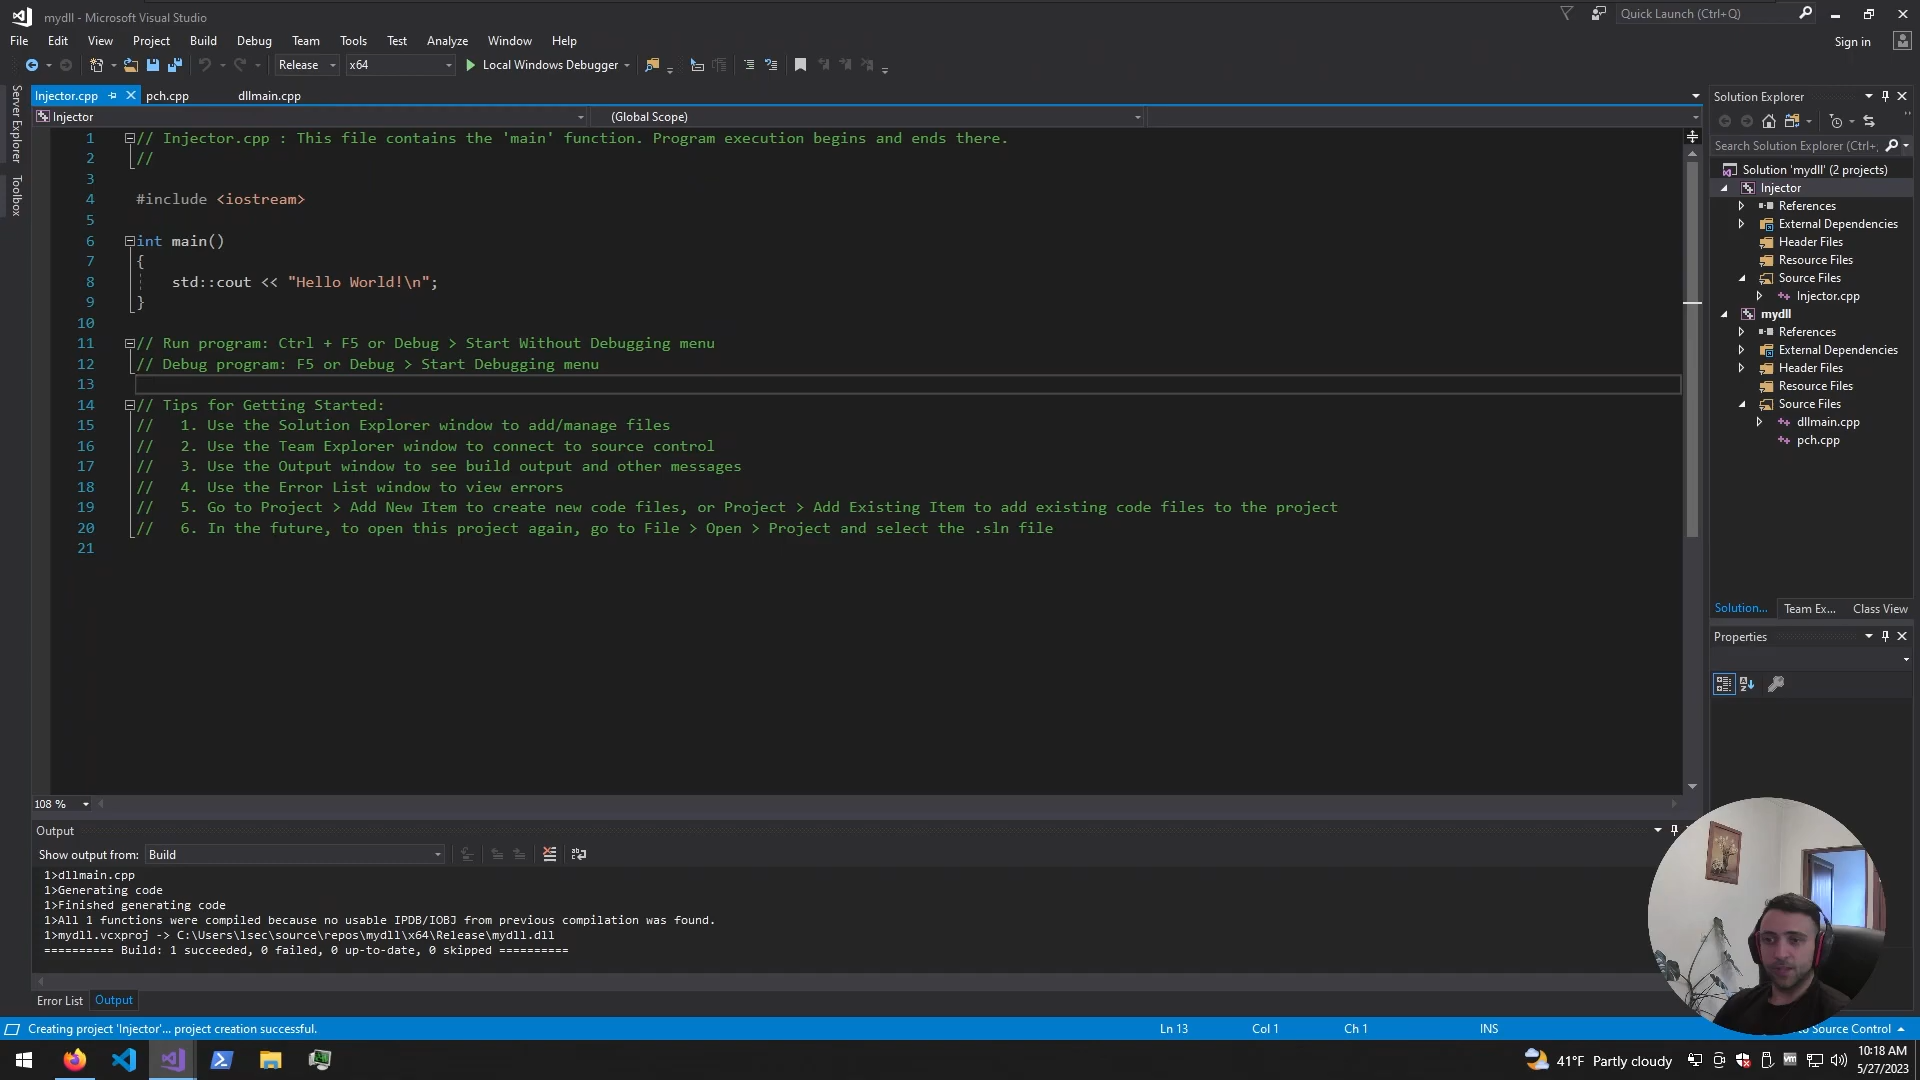 mydll - Microsoft Visual Studio
Quick Launch (Ctrl+Q)
File Edit View Project Build Debug Team Tools Test Analyze Window Help
Sign in
Release x64 Local Windows Debugger
Server Explorer
Toolbox
Injector.cpp pch.cpp dllmain.cpp
Injector (Global Scope)
1 // Injector.cpp : This file contains the 'main' function. Program execution begins and ends there.
2 //
3
4 #include <iostream>
5
6 int main()
7 {
8 std::cout << "Hello World!\n";
9 }
10
11 // Run program: Ctrl + F5 or Debug > Start Without Debugging menu
12 // Debug program: F5 or Debug > Start Debugging menu
13
14 // Tips for Getting Started:
15 //   1. Use the Solution Explorer window to add/manage files
16 //   2. Use the Team Explorer window to connect to source control
17 //   3. Use the Output window to see build output and other messages
18 //   4. Use the Error List window to view errors
19 //   5. Go to Project > Add New Item to create new code files, or Project > Add Existing Item to add existing code files to the project
20 //   6. In the future, to open this project again, go to File > Open > Project and select the .sln file
21
108 %
Solution Explorer
Search Solution Explorer (Ctrl+;
Solution 'mydll' (2 projects)
Injector
References
External Dependencies
Header Files
Resource Files
Source Files
Injector.cpp
mydll
References
External Dependencies
Header Files
Resource Files
Source Files
dllmain.cpp
pch.cpp
Solution... Team Ex... Class View
Properties
Output
Show output from: Build
1>dllmain.cpp
1>Generating code
1>Finished generating code
1>All 1 functions were compiled because no usable IPDB/IOBJ from previous compilation was found.
1>mydll.vcxproj -> C:\Users\lsec\source\repos\mydll\x64\Release\mydll.dll
========== Build: 1 succeeded, 0 failed, 0 up-to-date, 0 skipped ==========
Error List Output
Creating project 'Injector'... project creation successful. Ln 13 Col 1 Ch 1 INS to Source Control
41°F Partly cloudy
10:18 AM
5/27/2023